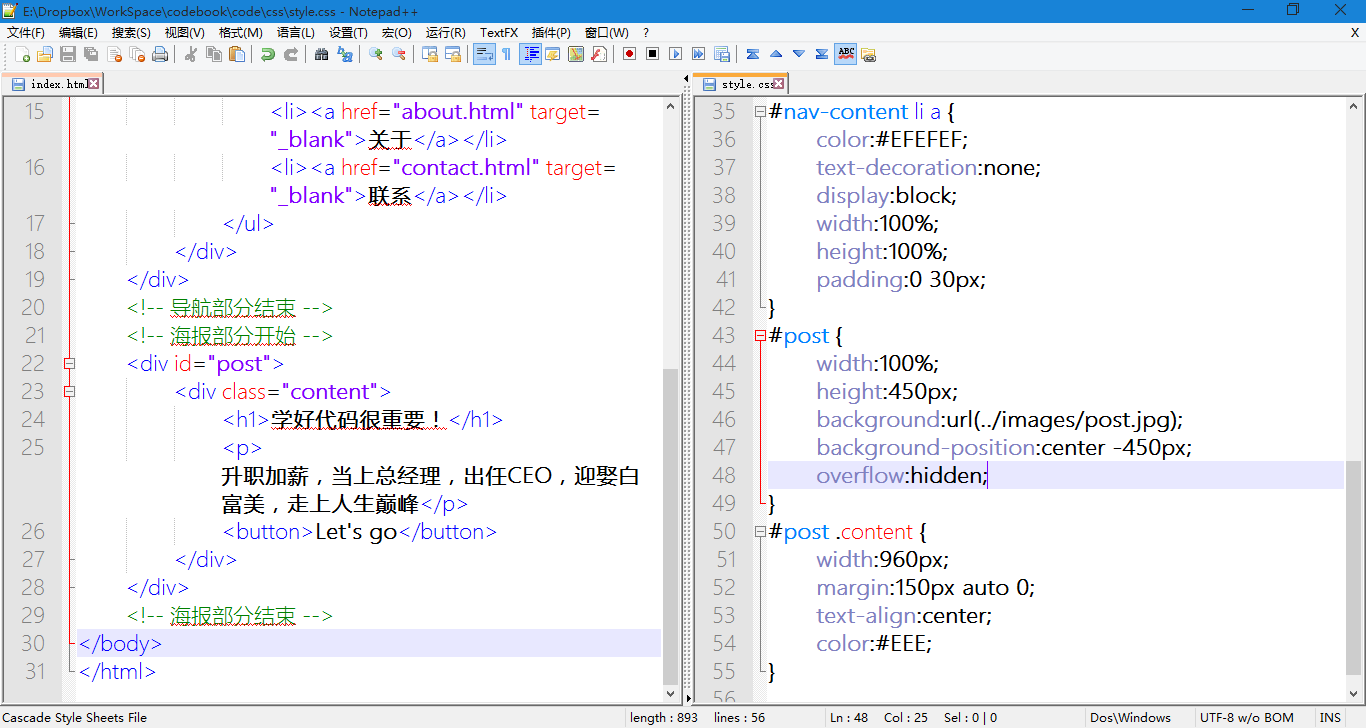 E:\Dropbox\WorkSpace\codebook\code\css\style.css - Notepad++
文件(F) 编辑(E) 搜索(S) 视图(V) 格式(M) 语言(L) 设置(T) 宏(O) 运行(R) TextFX 插件(P) 窗口(W) ? X
index.html
15 <li><a href="about.html" target=
"_blank">关于</a></li>
16 <li><a href="contact.html" target=
"_blank">联系</a></li>
17 </ul>
18 </div>
19 </div>
20 <!-- 导航部分结束 -->
21 <!-- 海报部分开始 -->
22 <div id="post">
23 <div class="content">
24 <h1>学好代码很重要！</h1>
25 <p>
升职加薪，当上总经理，出任CEO，迎娶白
富美，走上人生巅峰</p>
26 <button>Let's go</button>
27 </div>
28 </div>
29 <!-- 海报部分结束 -->
30 </body>
31 </html>
style.css
35 #nav-content li a {
36 color:#EFEFEF;
37 text-decoration:none;
38 display:block;
39 width:100%;
40 height:100%;
41 padding:0 30px;
42 }
43 #post {
44 width:100%;
45 height:450px;
46 background:url(../images/post.jpg);
47 background-position:center -450px;
48 overflow:hidden;
49 }
50 #post .content {
51 width:960px;
52 margin:150px auto 0;
53 text-align:center;
54 color:#EEE;
55 }
56
Cascade Style Sheets File length : 893 lines : 56 Ln : 48 Col : 25 Sel : 0 | 0 Dos\Windows UTF-8 w/o BOM INS